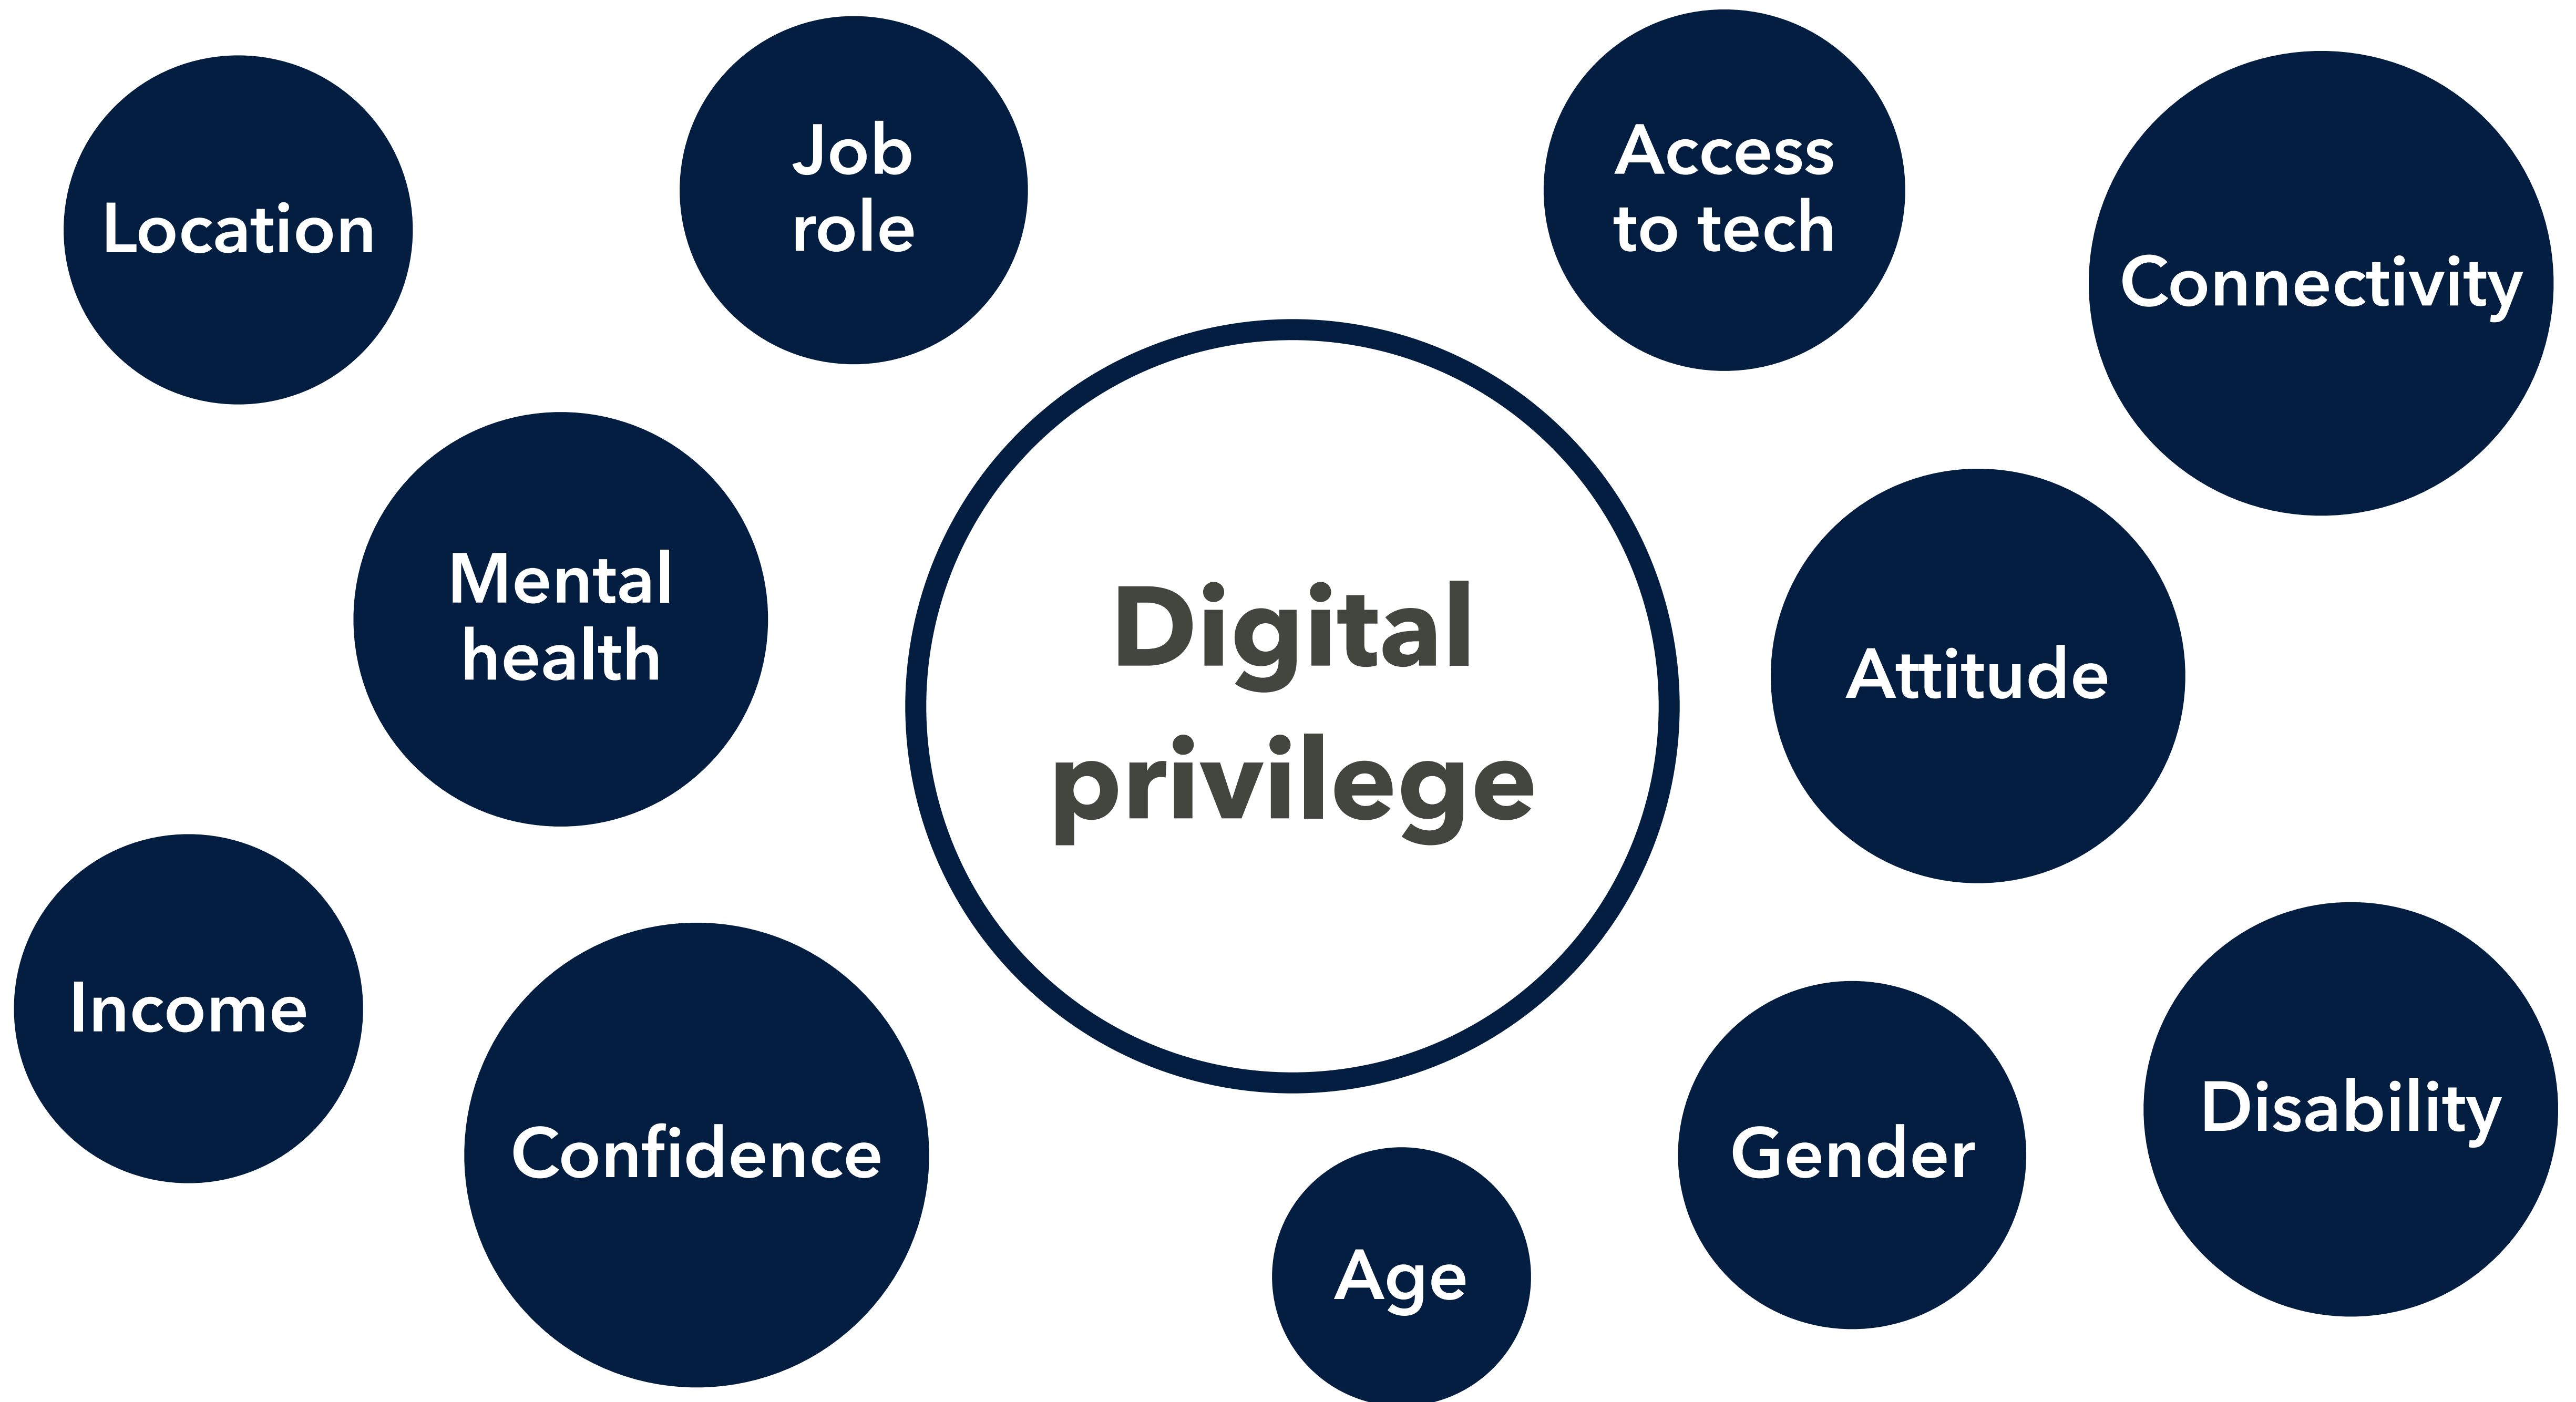 Location
Job
role
Access
to tech
Connectivity
Mental
health
Digital
privilege
Attitude
Income
Confidence
Age
Gender
Disability